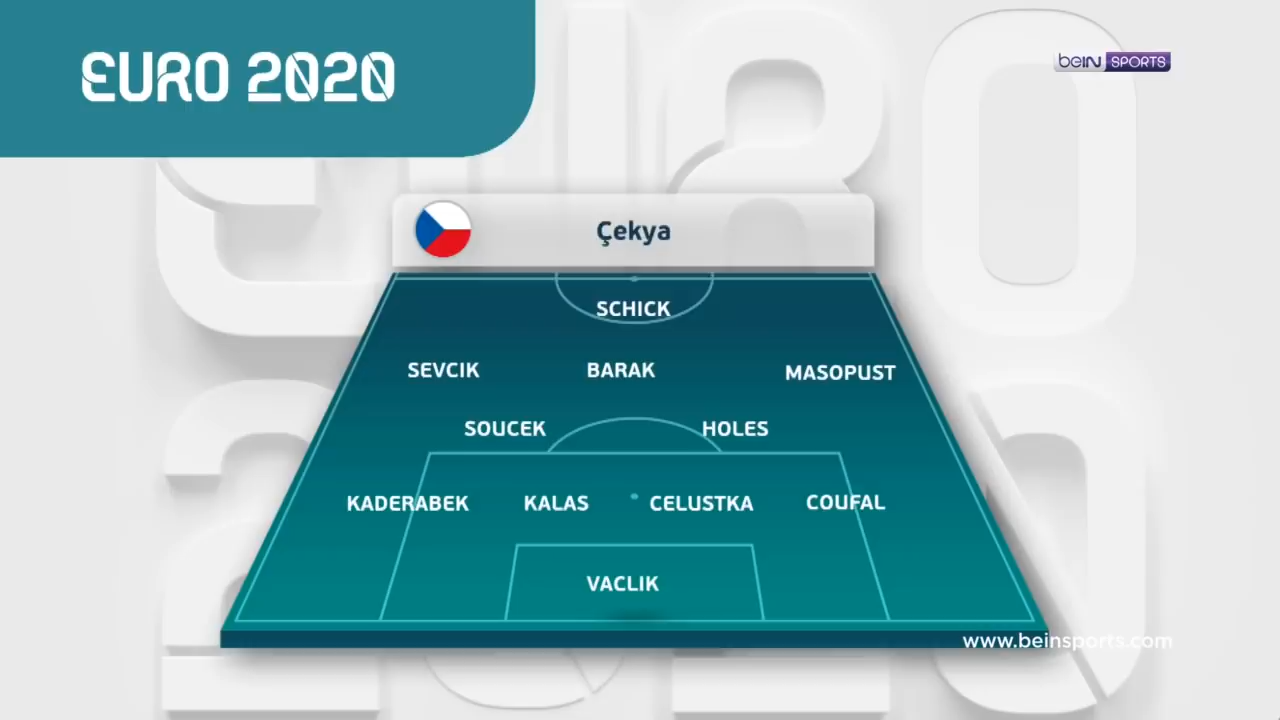 EURO 2020
beIN SPORTS
Çekya
SCHICK
SEVCIK BARAK MASOPUST
SOUCEK HOLES
KADERABEK KALAS CELUSTKA COUFAL
VACLIK
www.beinsports.com